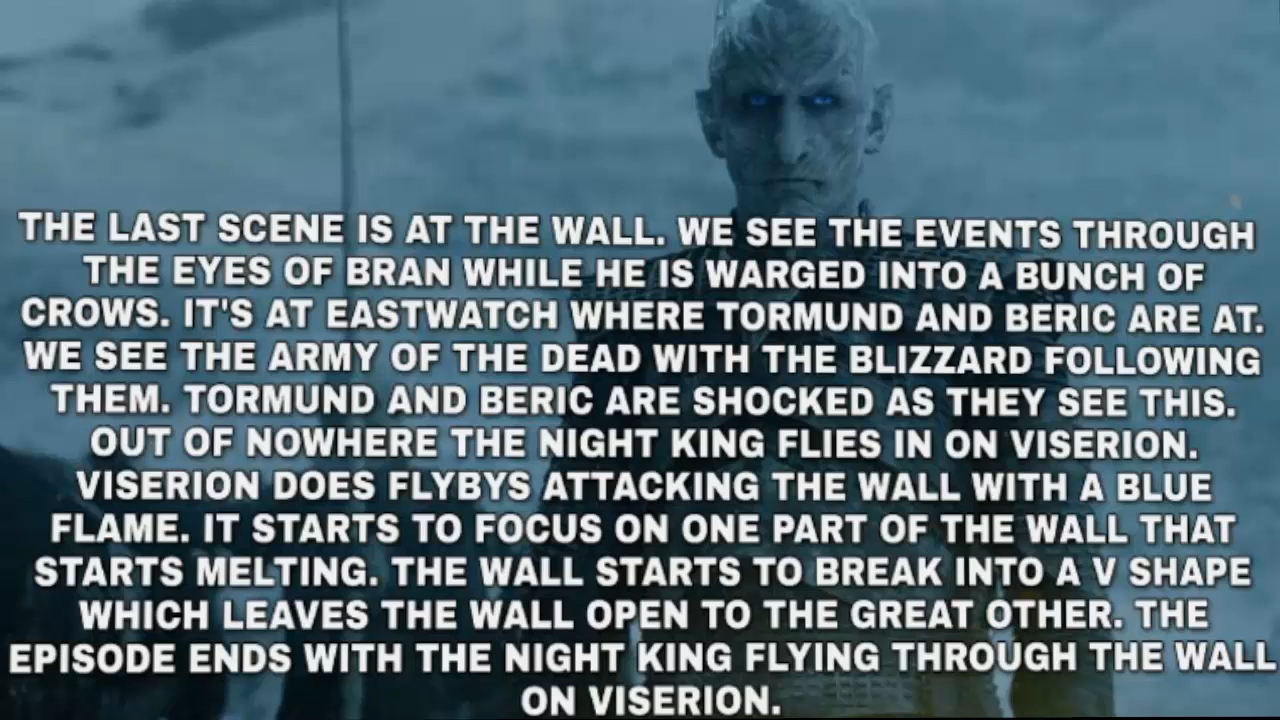 THE LAST SCENE IS AT THE WALL. WE SEE THE EVENTS THROUGH
THE EYES OF BRAN WHILE HE IS WARGED INTO A BUNCH OF
CROWS. IT'S AT EASTWATCH WHERE TORMUND AND BERIC ARE AT.
WE SEE THE ARMY OF THE DEAD WITH THE BLIZZARD FOLLOWING
THEM. TORMUND AND BERIC ARE SHOCKED AS THEY SEE THIS.
OUT OF NOWHERE THE NIGHT KING FLIES IN ON VISERION.
VISERION DOES FLYBYS ATTACKING THE WALL WITH A BLUE
FLAME. IT STARTS TO FOCUS ON ONE PART OF THE WALL THAT
STARTS MELTING. THE WALL STARTS TO BREAK INTO A V SHAPE
WHICH LEAVES THE WALL OPEN TO THE GREAT OTHER. THE
EPISODE ENDS WITH THE NIGHT KING FLYING THROUGH THE WALL
ON VISERION.